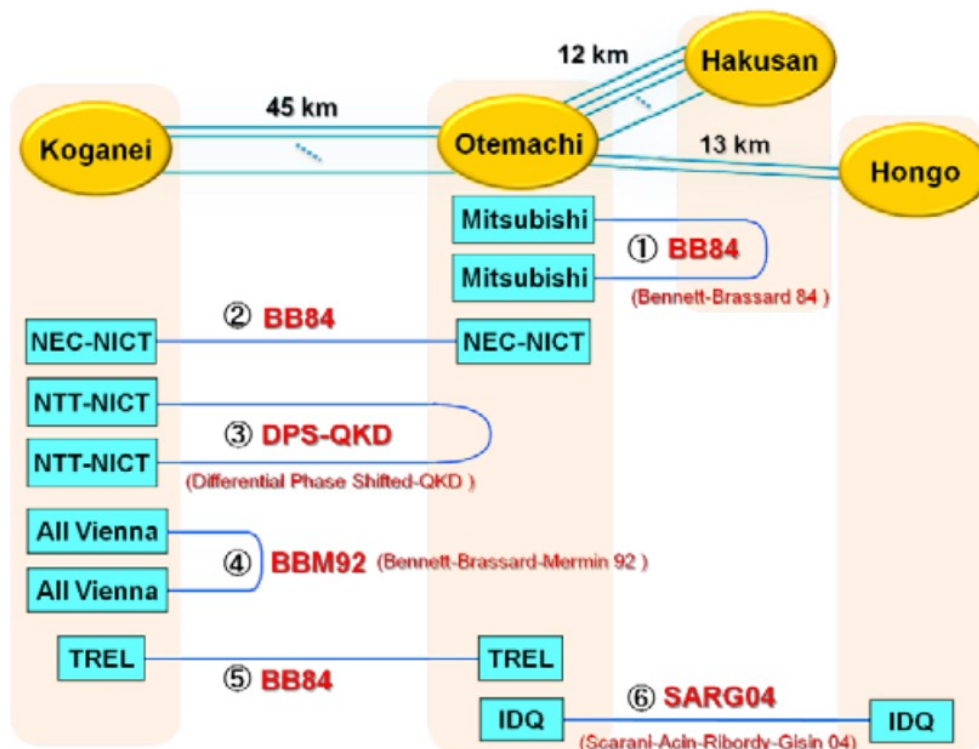 12 km
Hakusan
45 km
Koganei
Otemachi
13 km
Hongo
Mitsubishi
① BB84
Mitsubishi
(Bennett-Brassard 84 )
② BB84
NEC-NICT
NEC-NICT
NTT-NICT
③ DPS-QKD
NTT-NICT
(Differential Phase Shifted-QKD )
All Vienna
④ BBM92 (Bennett-Brassard-Mermin 92 )
All Vienna
TREL
TREL
⑤ BB84
IDQ
⑥ SARG04
IDQ
(Scarani-Acin-Ribordy-Gisin 04)